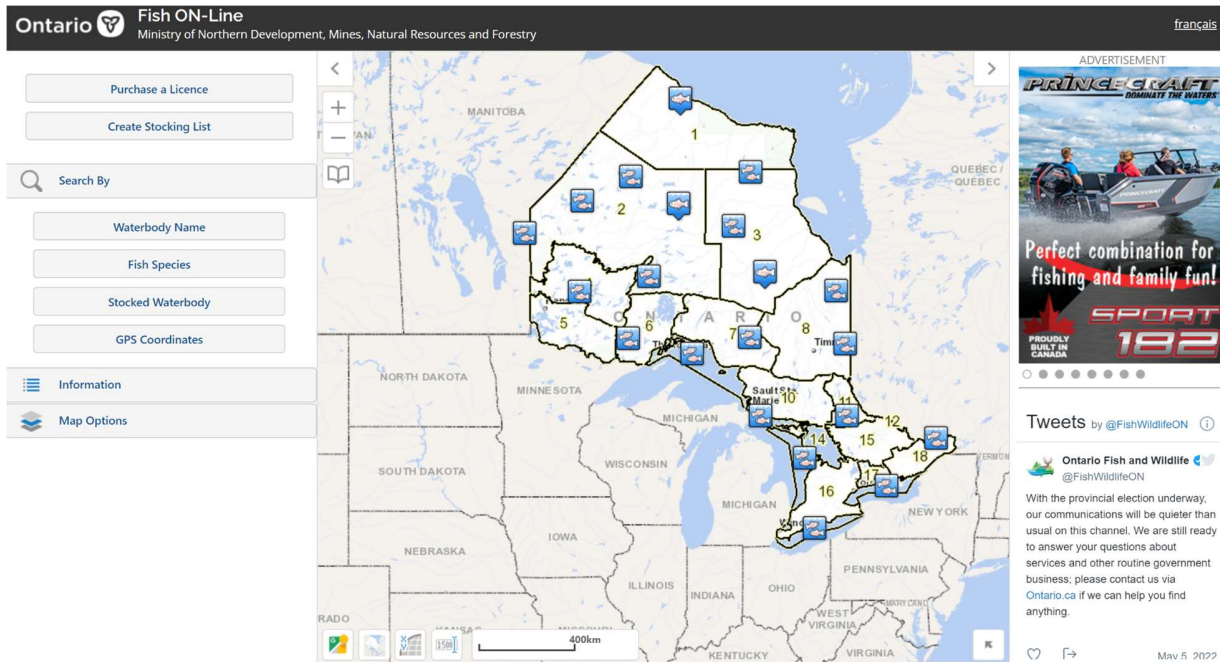 Ontario
Fish ON-Line
Ministry of Northern Development, Mines, Natural Resources and Forestry
français
Purchase a Licence
Create Stocking List
Search By
Waterbody Name
Fish Species
Stocked Waterbody
GPS Coordinates
Information
Map Options
MANITOBA
QUEBEC /
QUÉBEC
1
2
3
5
6
7
8
ONTARIO
NORTH DAKOTA
MINNESOTA
Sault Ste.
Marie
10
11
12
MICHIGAN
14
15
18
SOUTH DAKOTA
WISCONSIN
17
16
MICHIGAN
NEW YORK
IOWA
NEBRASKA
PENNSYLVANIA
ILLINOIS
INDIANA
OHIO
MARYLAND
WEST
VIRGINIA
400km
KENTUCKY
VIRGINIA
ADVERTISEMENT
PRINCECRAFT
DOMINATE THE WATERS
Perfect combination for
fishing and family fun!
PROUDLY
BUILT IN
CANADA
SPORT
182
Tweets by @FishWildlifeON
Ontario Fish and Wildlife
@FishWildlifeON
With the provincial election underway,
our communications will be quieter than
usual on this channel. We are still ready
to answer your questions about
services and other routine government
business; please contact us via
Ontario.ca if we can help you find
anything.
May 5, 2022